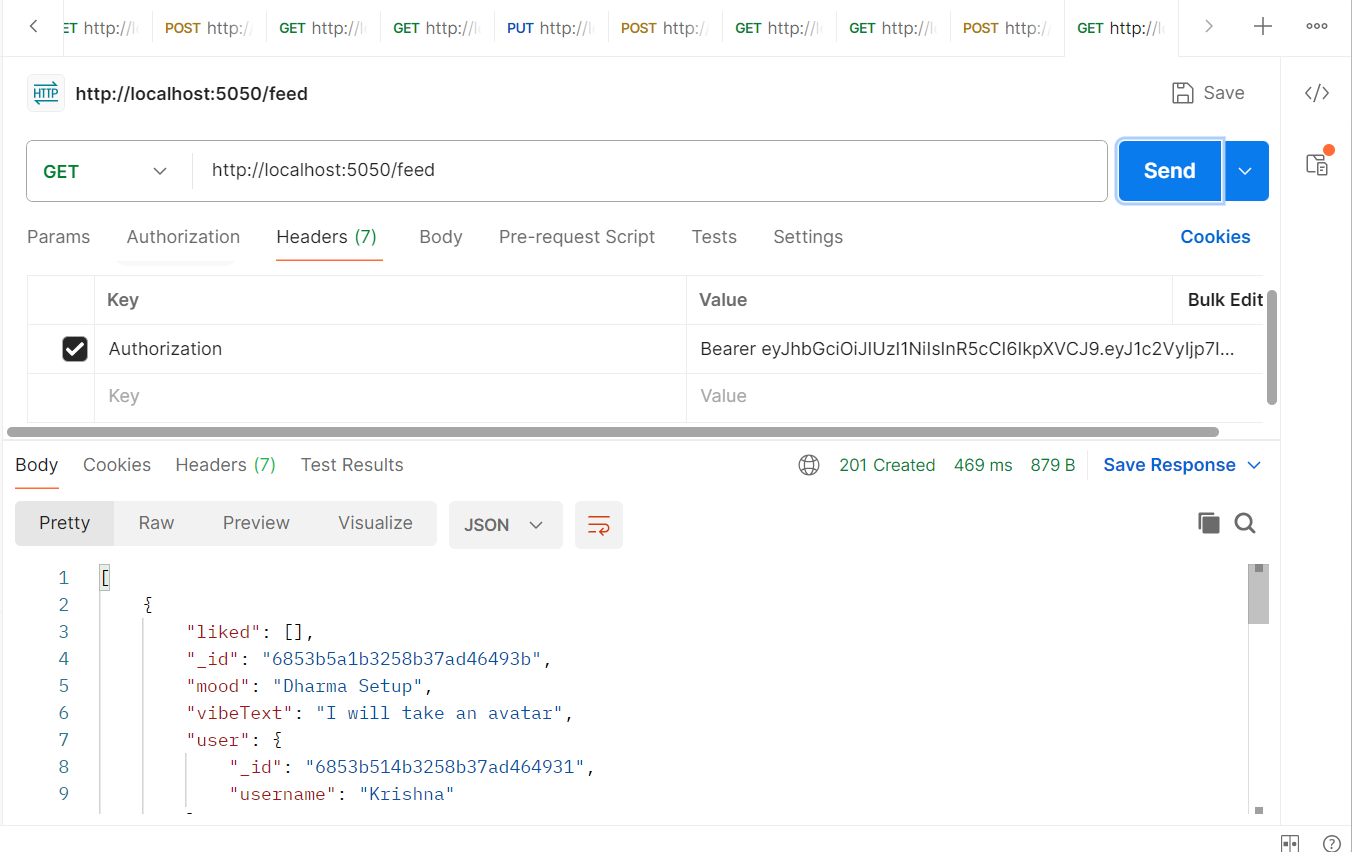 ET http://l POST http:/ GET http://l GET http://l PUT http://l POST http:/ GET http://l GET http://l POST http:/ GET http://l
HTTP http://localhost:5050/feed Save </>
GET http://localhost:5050/feed Send
Params Authorization Headers (7) Body Pre-request Script Tests Settings Cookies
Key Value Bulk Edit
Authorization Bearer eyJhbGciOiJIUzI1NiIsInR5cCI6IkpXVCJ9.eyJ1c2VyIjp7I...
Key Value
Body Cookies Headers (7) Test Results 201 Created 469 ms 879 B Save Response
Pretty Raw Preview Visualize JSON
1 [
2 {
3 "liked": [],
4 "_id": "6853b5a1b3258b37ad46493b",
5 "mood": "Dharma Setup",
6 "vibeText": "I will take an avatar",
7 "user": {
8 "_id": "6853b514b3258b37ad464931",
9 "username": "Krishna"